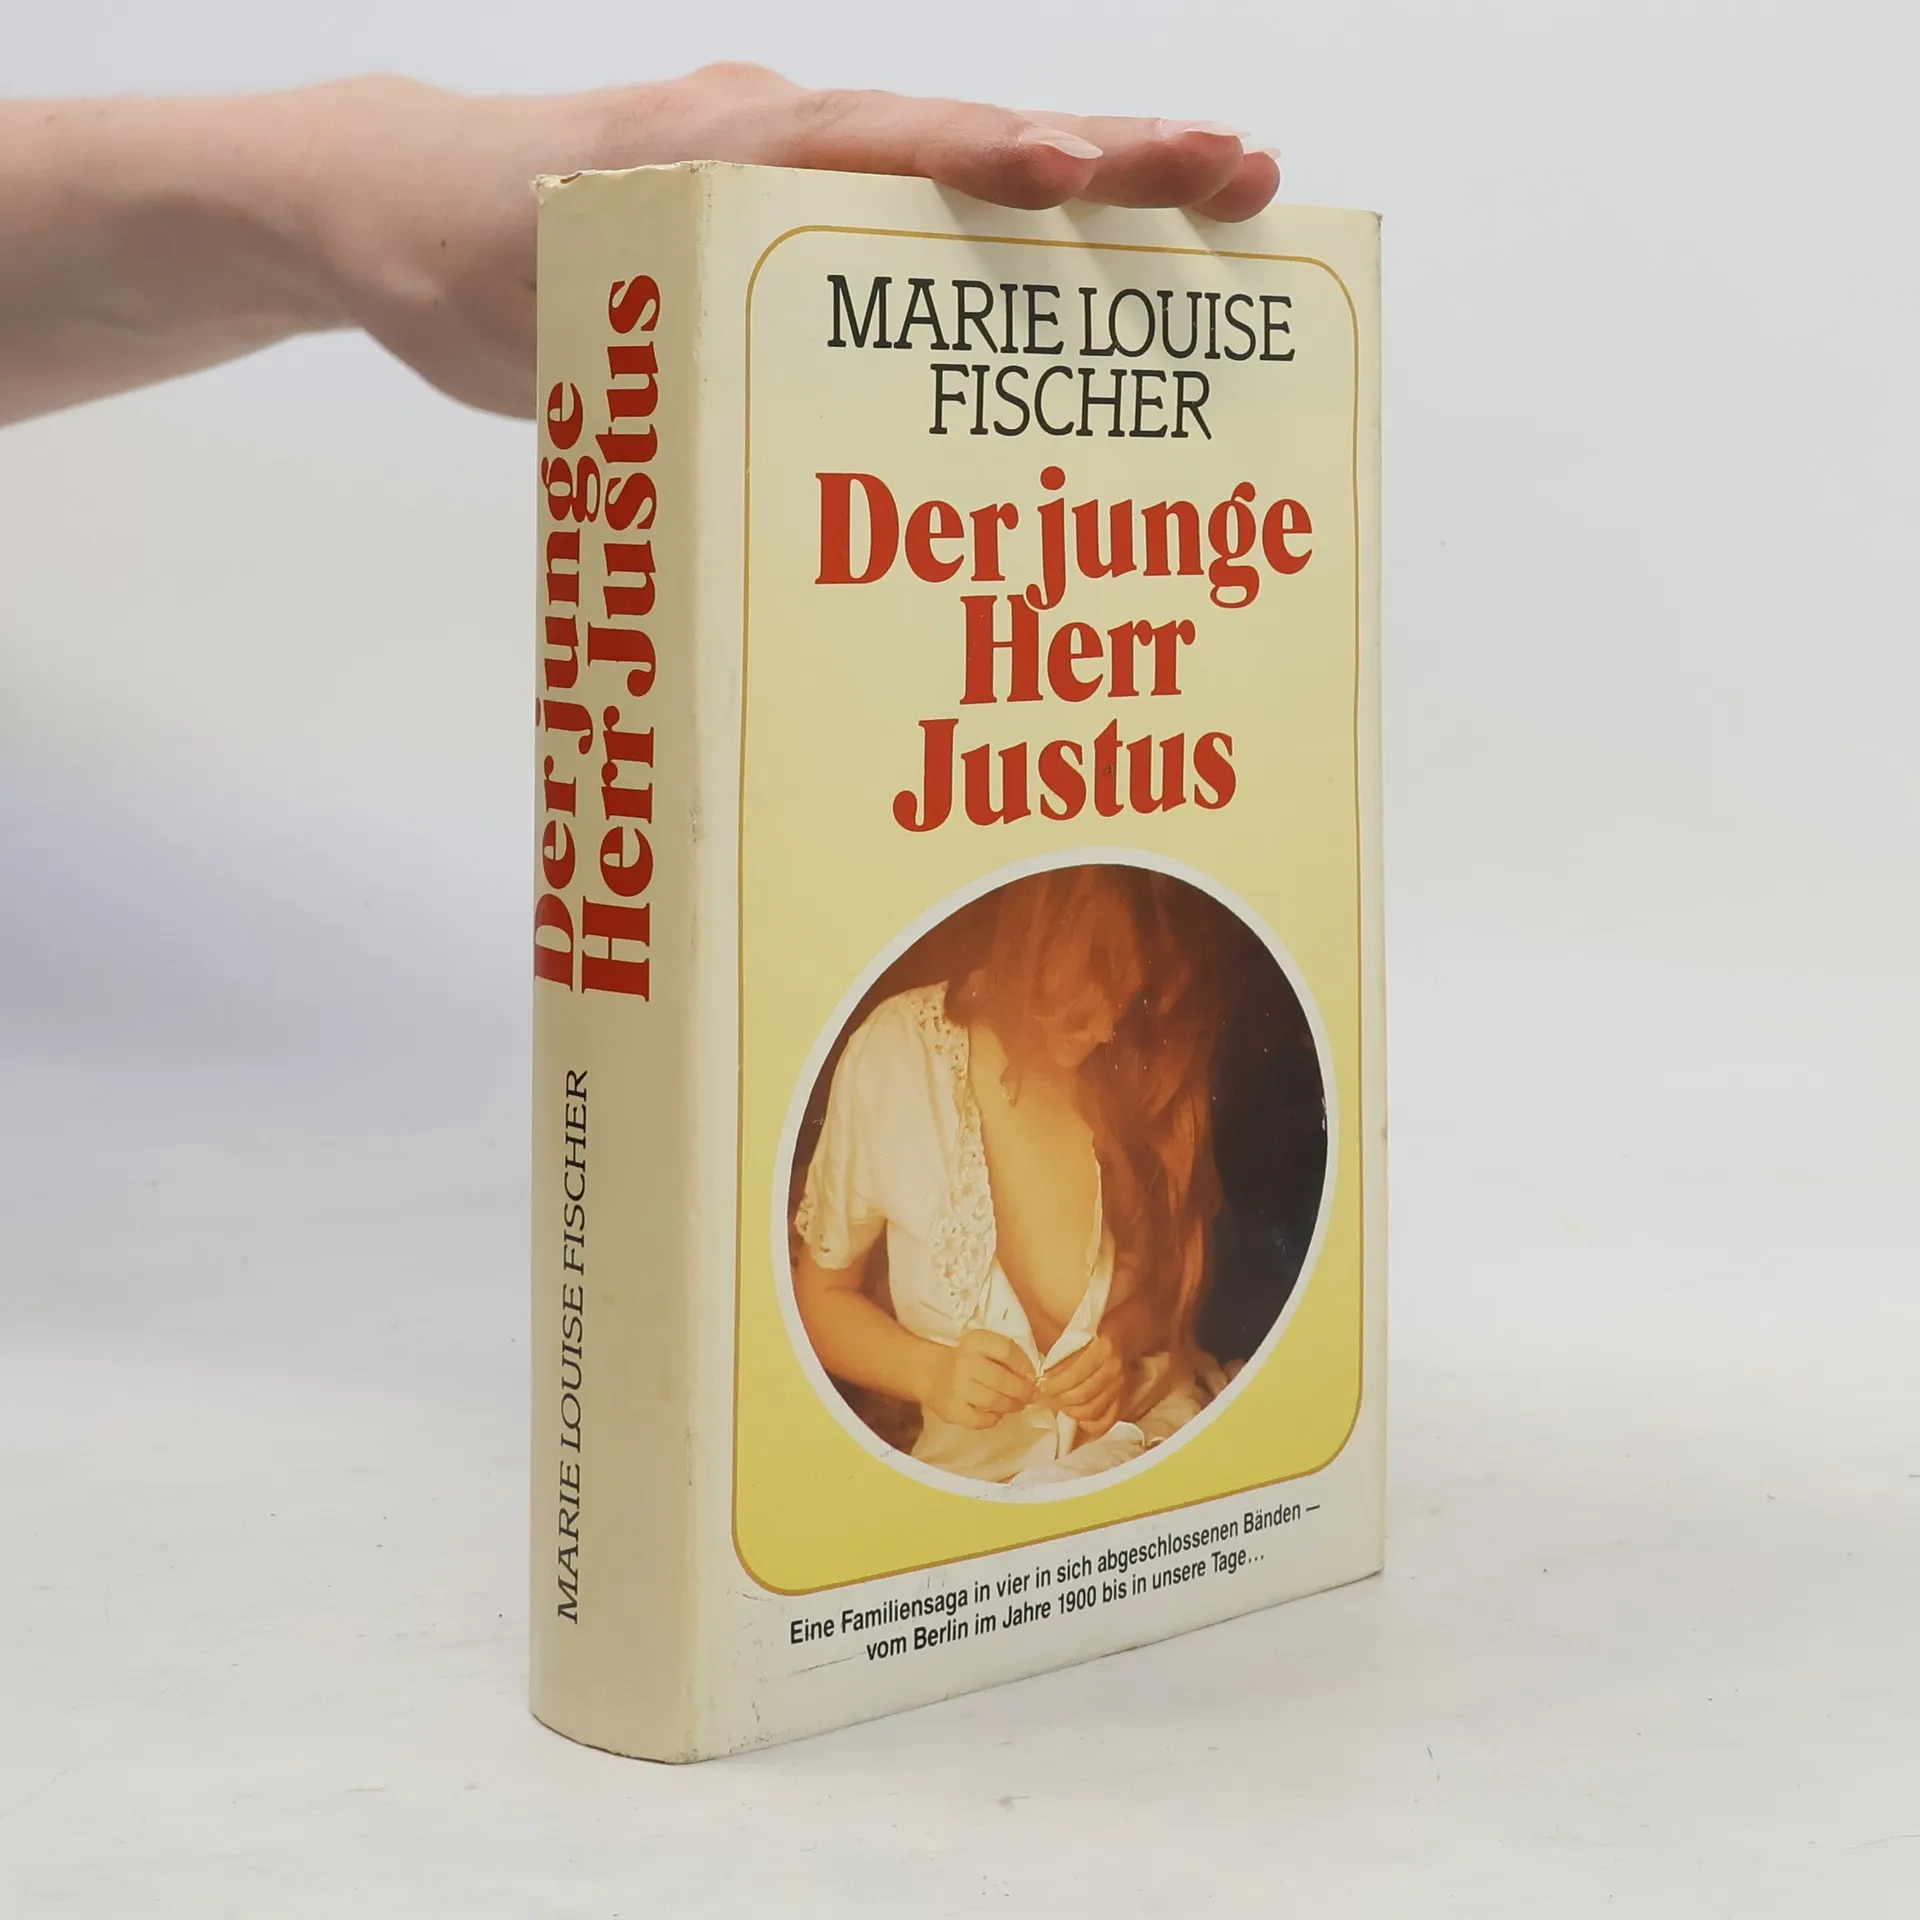 Der junge
Herr Justus
MARIE LOUISE FISCHER
MARIE LOUISE
FISCHER
Der junge
Herr
Justus
Eine Familiensaga in vier in sich abgeschlossenen Bänden —
vom Berlin im Jahre 1900 bis in unsere Tage...